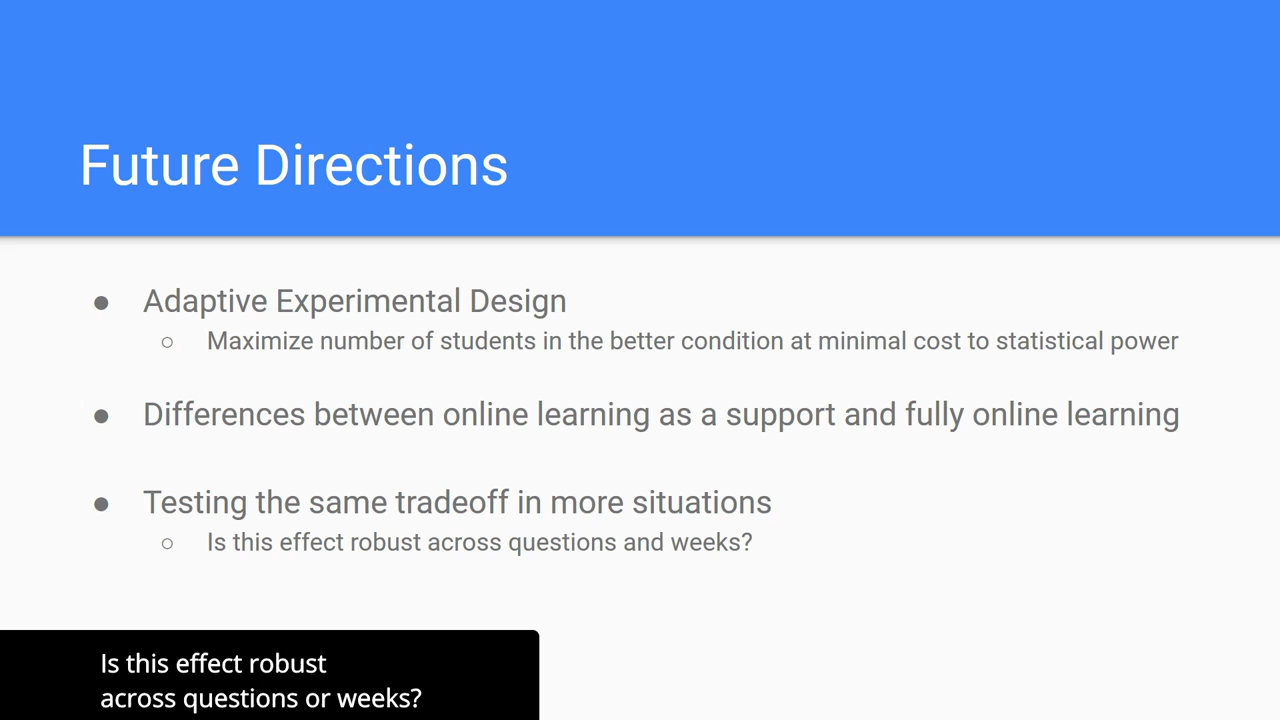 Future Directions
● Adaptive Experimental Design
○ Maximize number of students in the better condition at minimal cost to statistical power
● Differences between online learning as a support and fully online learning
● Testing the same tradeoff in more situations
○ Is this effect robust across questions and weeks?
Is this effect robust
across questions or weeks?